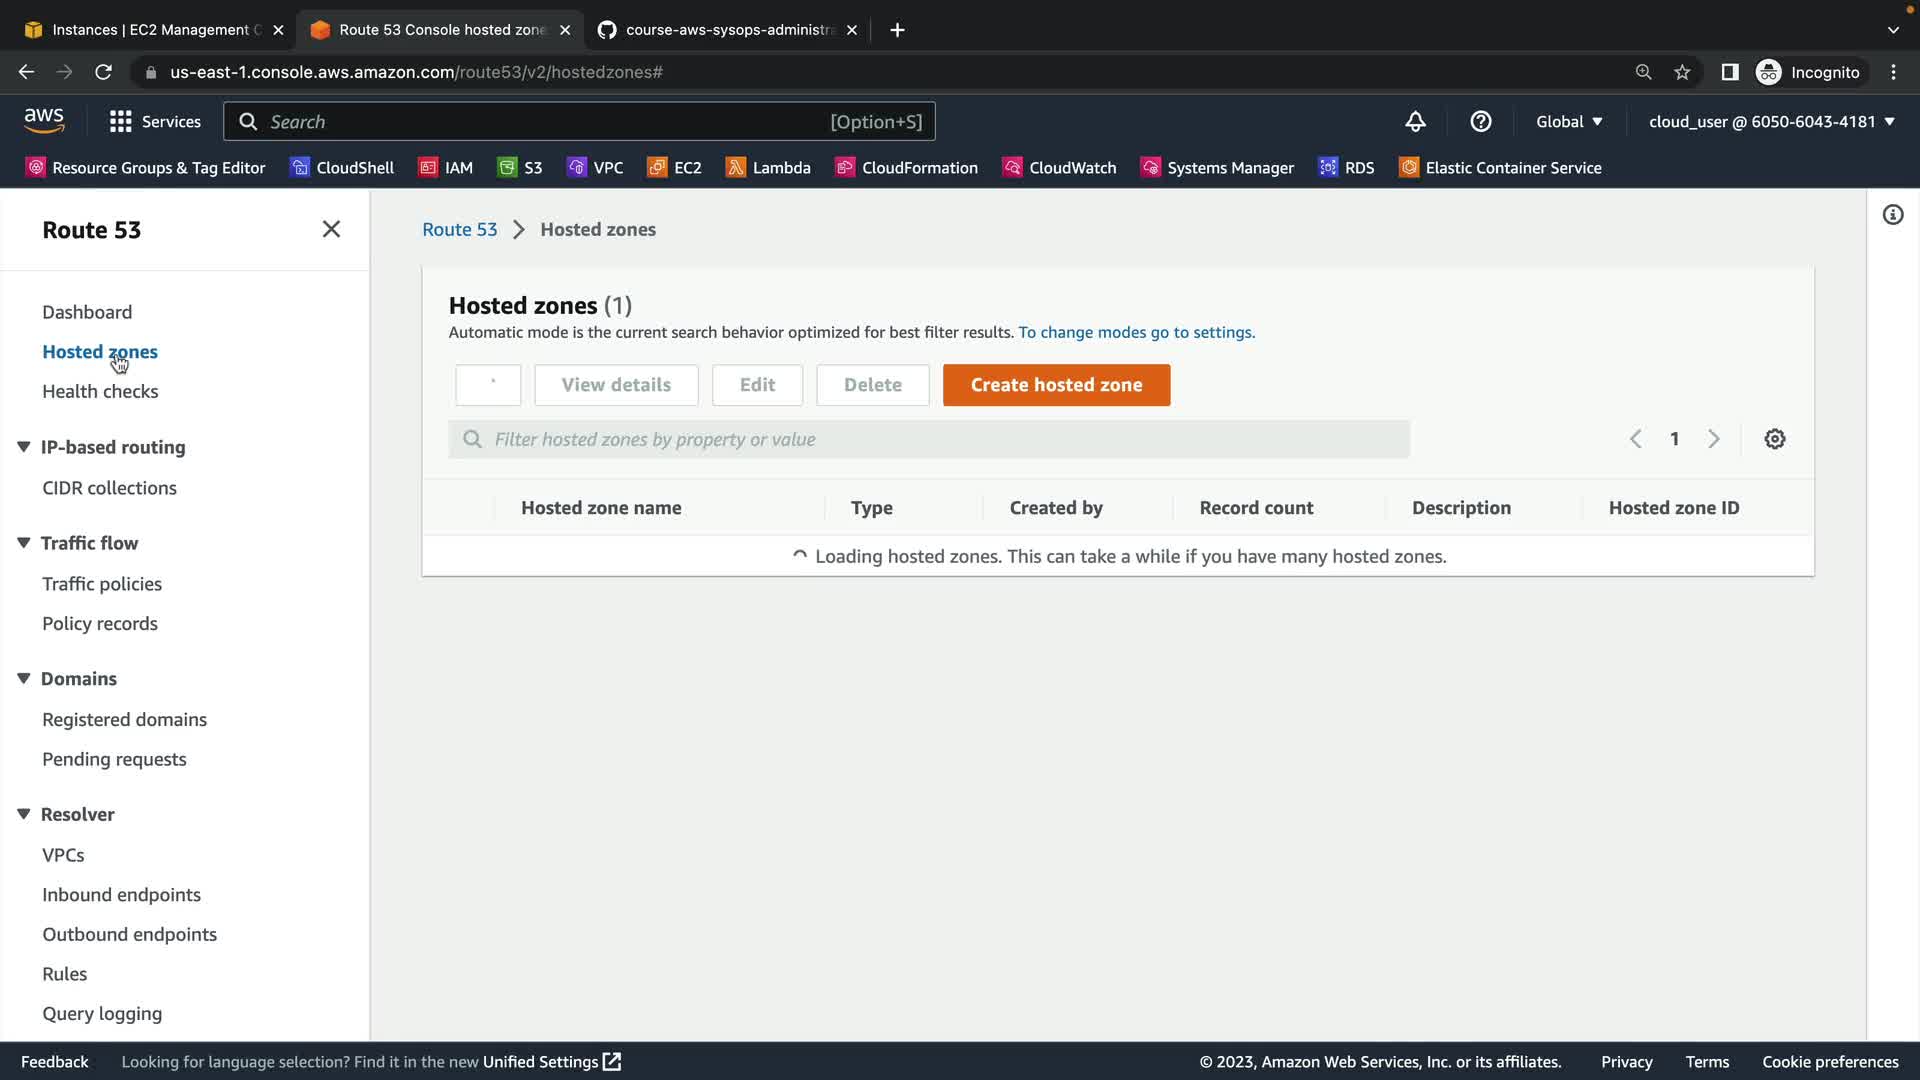 Instances | EC2 Management C
Route 53 Console hosted zone
course-aws-sysops-administra
us-east-1.console.aws.amazon.com/route53/v2/hostedzones#
Incognito
aws
Services
Search
[Option+S]
Global
cloud_user @ 6050-6043-4181
Resource Groups & Tag Editor
CloudShell
IAM
S3
VPC
EC2
Lambda
CloudFormation
CloudWatch
Systems Manager
RDS
Elastic Container Service
Route 53
Dashboard
Hosted zones
Health checks
IP-based routing
CIDR collections
Traffic flow
Traffic policies
Policy records
Domains
Registered domains
Pending requests
Resolver
VPCs
Inbound endpoints
Outbound endpoints
Rules
Query logging
Route 53 > Hosted zones
Hosted zones (1)
Automatic mode is the current search behavior optimized for best filter results. To change modes go to settings.
View details
Edit
Delete
Create hosted zone
Filter hosted zones by property or value
1
Hosted zone name
Type
Created by
Record count
Description
Hosted zone ID
Loading hosted zones. This can take a while if you have many hosted zones.
Feedback
Looking for language selection? Find it in the new Unified Settings
© 2023, Amazon Web Services, Inc. or its affiliates.
Privacy
Terms
Cookie preferences